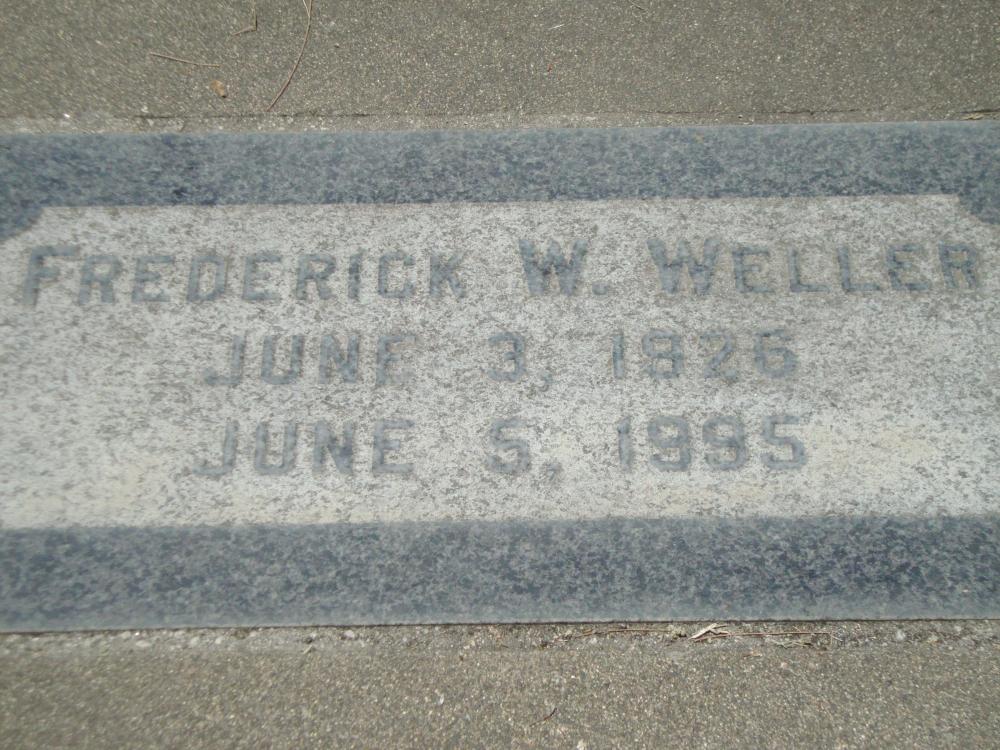 FREDERICK W. WELLER
JUNE 3, 1926
JUNE 5, 1995